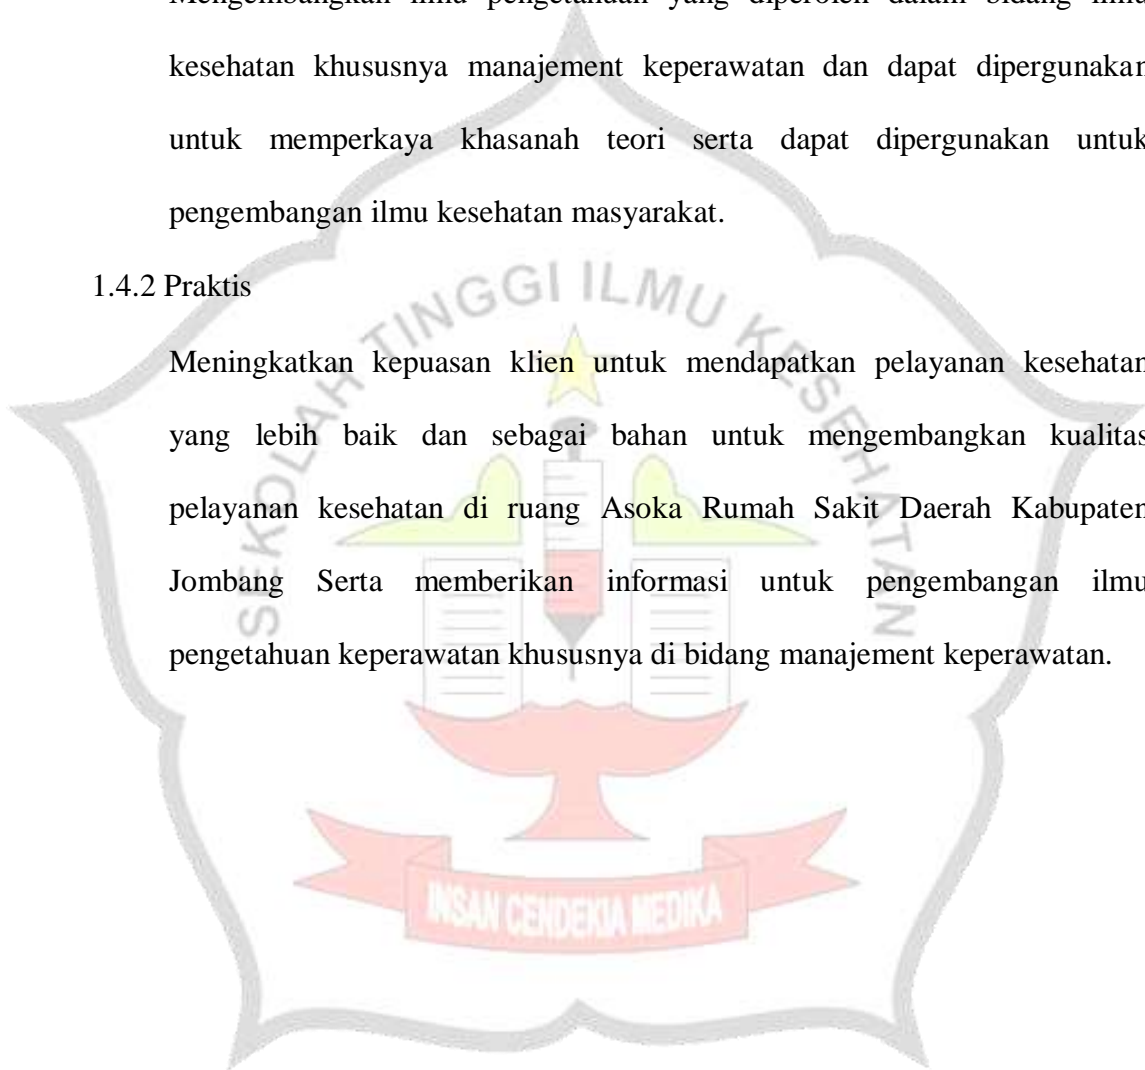 Mengembangkan ilmu pengetahuan yang diperoleh dalam bidang ilmu
kesehatan khususnya manajement keperawatan dan dapat dipergunakan
untuk memperkaya khasanah teori serta dapat dipergunakan untuk
pengembangan ilmu kesehatan masyarakat.
1.4.2 Praktis
Meningkatkan kepuasan klien untuk mendapatkan pelayanan kesehatan
yang lebih baik dan sebagai bahan untuk mengembangkan kualitas
pelayanan kesehatan di ruang Asoka Rumah Sakit Daerah Kabupaten
Jombang Serta memberikan informasi untuk pengembangan ilmu
pengetahuan keperawatan khususnya di bidang manajement keperawatan.
SEKOLAH TINGGI ILMU KESEHATAN
INSAN CENDEKIA MEDIKA